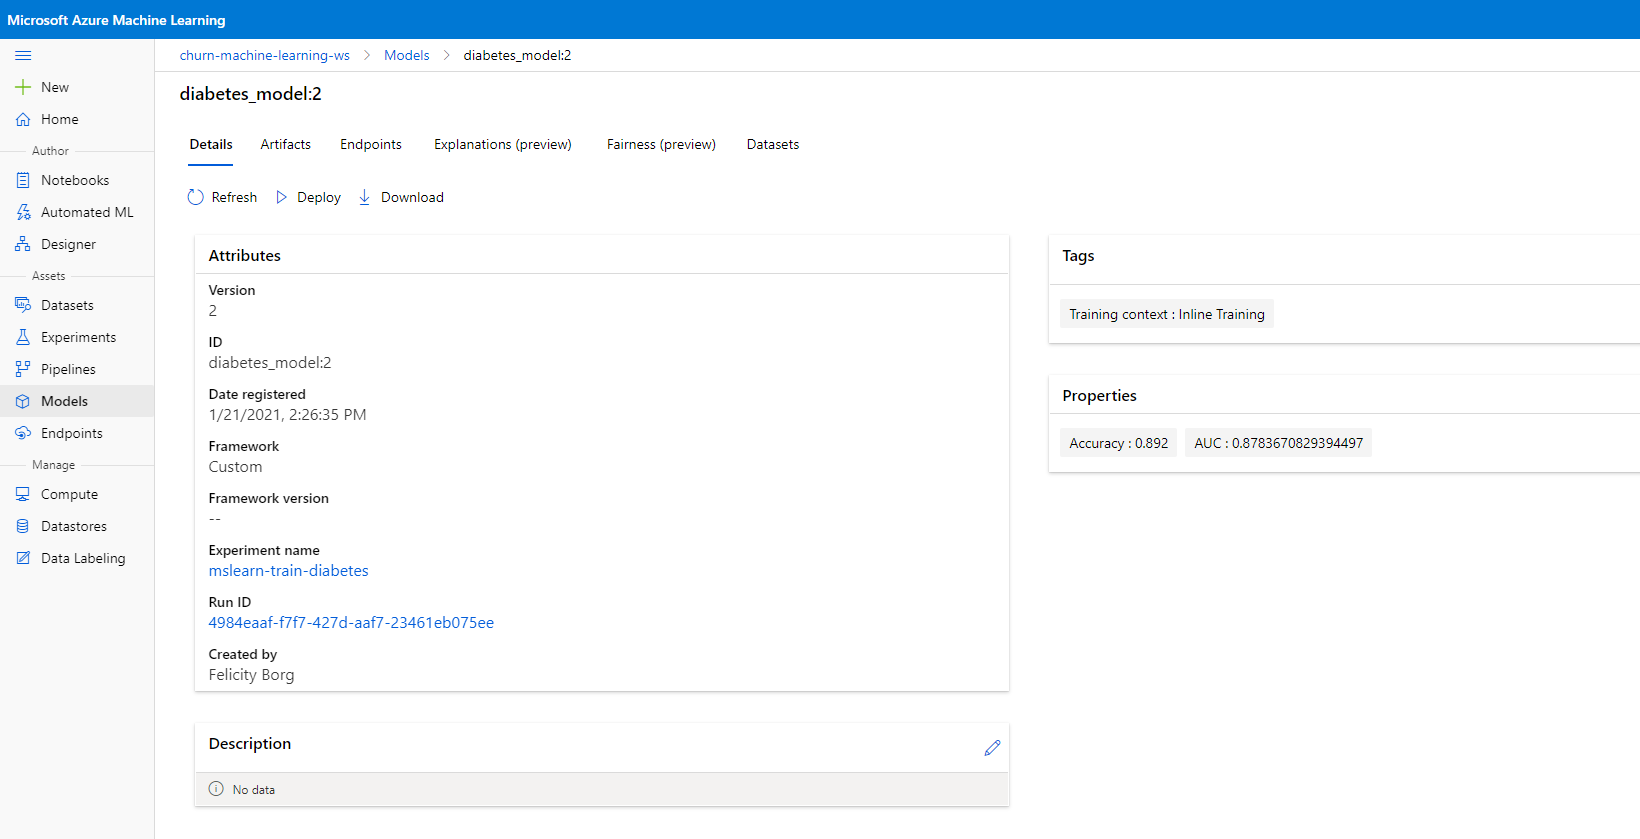 Microsoft Azure Machine Learning
churn-machine-learning-ws > Models > diabetes_model:2
New
Home
Author
Notebooks
Automated ML
Designer
Assets
Datasets
Experiments
Pipelines
Models
Endpoints
Manage
Compute
Datastores
Data Labeling
diabetes_model:2
Details Artifacts Endpoints Explanations (preview) Fairness (preview) Datasets
Refresh Deploy Download
Attributes
Version
2
ID
diabetes_model:2
Date registered
1/21/2021, 2:26:35 PM
Framework
Custom
Framework version
--
Experiment name
mslearn-train-diabetes
Run ID
4984eaaf-f7f7-427d-aaf7-23461eb075ee
Created by
Felicity Borg
Description
No data
Tags
Training context : Inline Training
Properties
Accuracy : 0.892 AUC : 0.8783670829394497